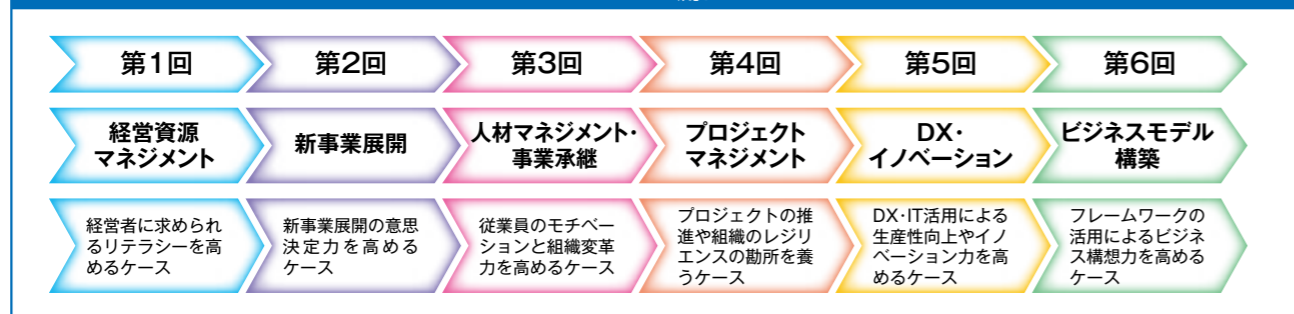 第1回
第2回
第3回
第4回
第5回
第6回
経営資源
マネジメント
新事業展開
人材マネジメント・
事業承継
プロジェクト
マネジメント
DX・
イノベーション
ビジネスモデル
構築
経営者に求められ
るリテラシーを高
めるケース
新事業展開の意思
決定力を高める
ケース
従業員のモチベー
ションと組織変革
力を高めるケース
プロジェクトの推
進や組織のレジリ
エンスの勘所を養
うケース
DX・IT活用による
生産性向上やイノ
ベーション力を高
めるケース
フレームワークの
活用によるビジネ
ス構想力を高める
ケース